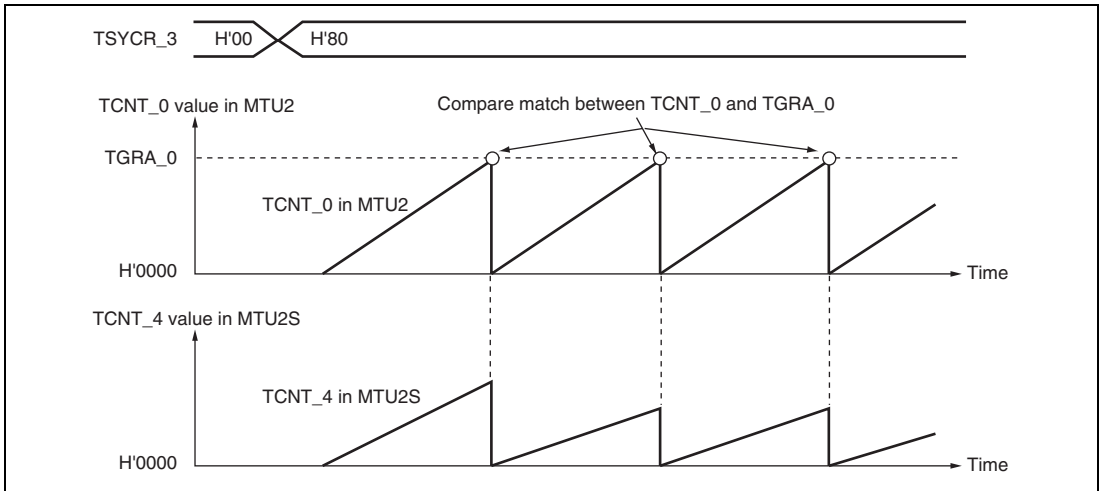 TSYCR_3 H'00 H'80
TCNT_0 value in MTU2
Compare match between TCNT_0 and TGRA_0
TGRA_0
TCNT_0 in MTU2
H'0000
Time
TCNT_4 value in MTU2S
TCNT_4 in MTU2S
H'0000
Time